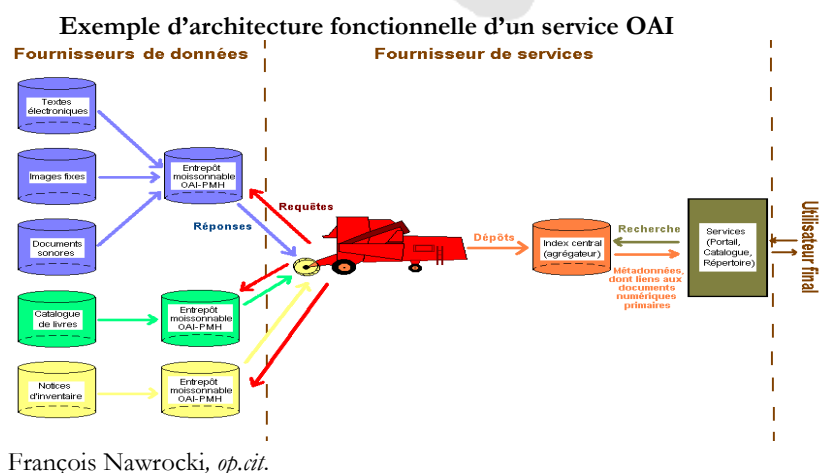 Exemple d'architecture fonctionnelle d'un service OAI
Fournisseurs de données
Fournisseur de services
Textes
électroniques
Images fixes
Documents
sonores
Entrepôt
moissonnable
OAI-PMH
Réponses
Requêtes
Catalogue
de livres
Entrepôt
moissonnable
OAI-PMH
Notices
d'inventaire
Entrepôt
moissonnable
OAI-PMH
Dépôts
Index central
(agrégateur)
Recherche
Métadonnées,
dont liens aux
documents
numériques
primaires
Services
(Portail,
Catalogue,
Répertoire)
Utilisateur final
François Nawrocki, op.cit.